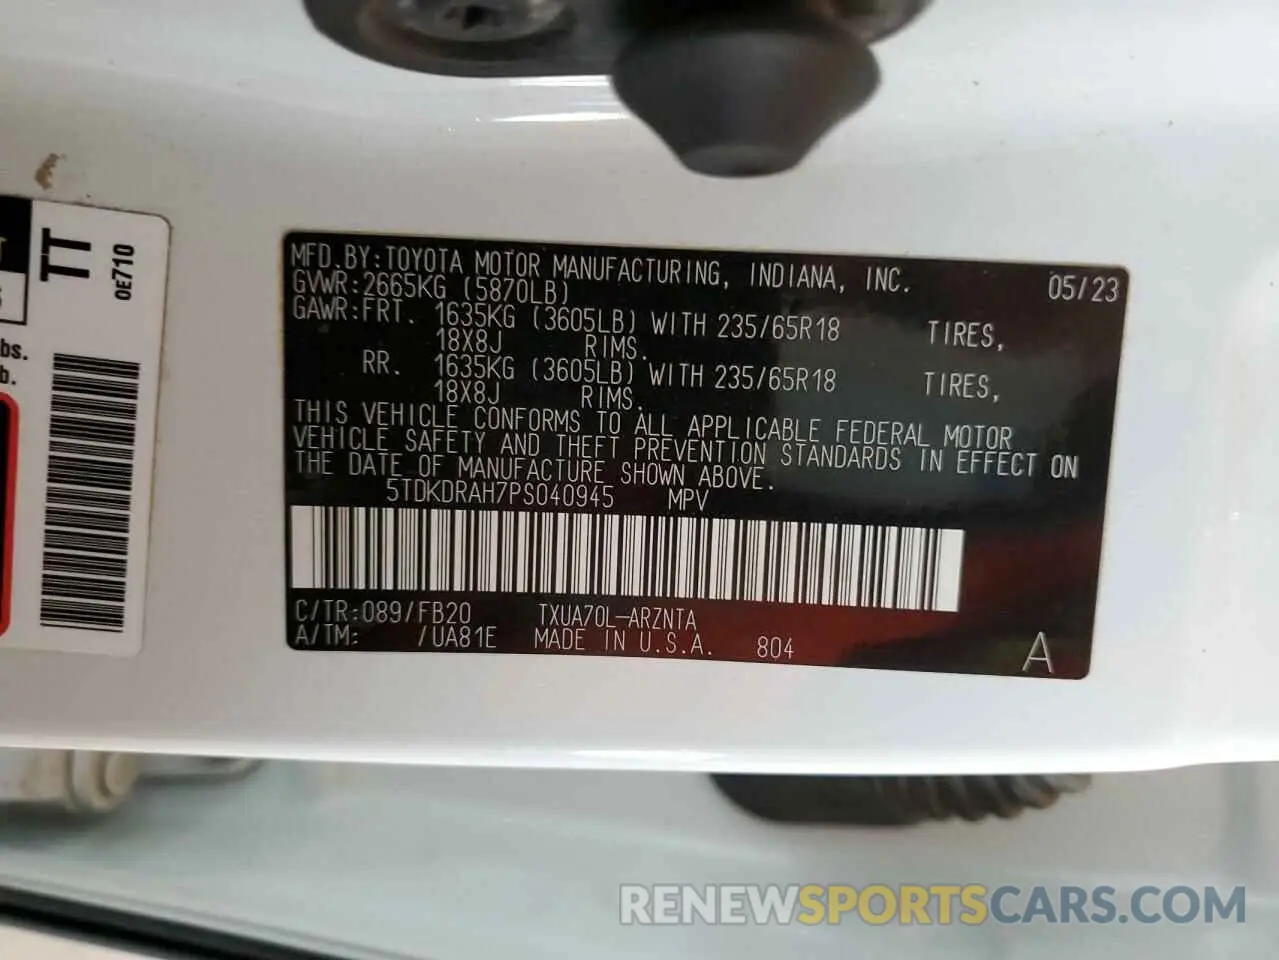 MFD.BY:TOYOTA MOTOR MANUFACTURING, INDIANA, INC. 05/23
GVWR:2665KG (5870LB)
GAWR:FRT. 1635KG (3605LB) WITH 235/65R18 TIRES,
18X8J RIMS.
RR. 1635KG (3605LB) WITH 235/65R18 TIRES,
18X8J RIMS.
THIS VEHICLE CONFORMS TO ALL APPLICABLE FEDERAL MOTOR
VEHICLE SAFETY AND THEFT PREVENTION STANDARDS IN EFFECT ON
THE DATE OF MANUFACTURE SHOWN ABOVE.
5TDKDRAH7PS040945 MPV
C/TR:089/FB20 TXUA70L-ARZNTA
A/TM: /UA81E MADE IN U.S.A. 804
A
TT
0E710
bs.
b.
RENEWSPORTSCARS.COM